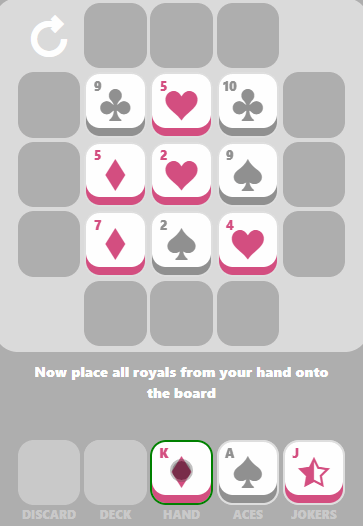 9 5 10
5 2 9
7 2 4
Now place all royals from your hand onto
the board
K A J
DISCARD DECK HAND ACES JOKERS